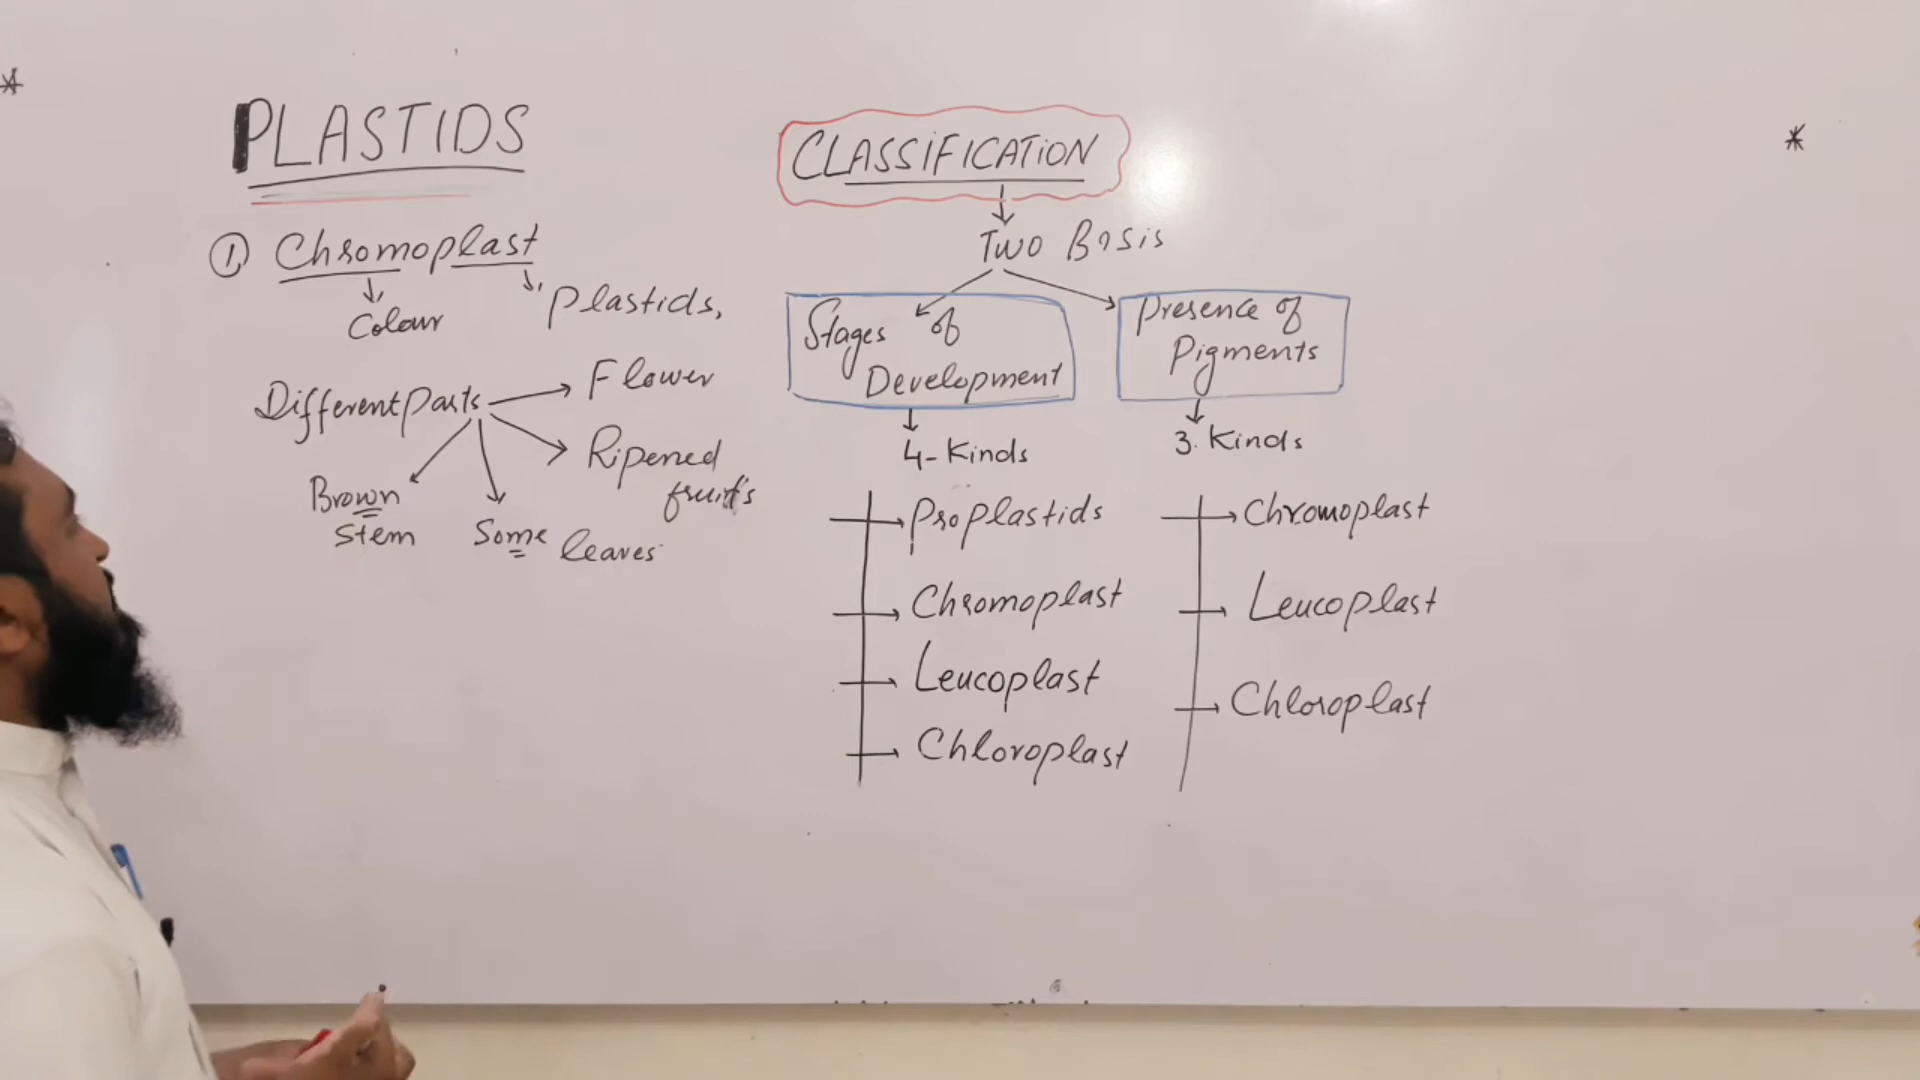 PLASTIDS
① Chromoplast
Colour
Plastids,
Different Parts
Flower
Ripened
fruit's
Brown
stem
Some leaves
CLASSIFICATION
Two Basis
Stages of
Development
Presence of
Pigments
4-Kinds
3. Kinds
Proplastids
Chromoplast
Leucoplast
Chloroplast
Chromoplast
Leucoplast
Chloroplast